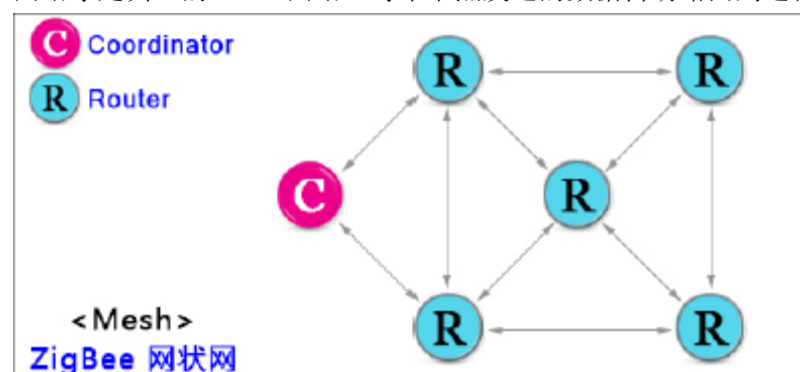 C Coordinator
R Router
R R
C R
R R
<Mesh>
ZigBee 网状网